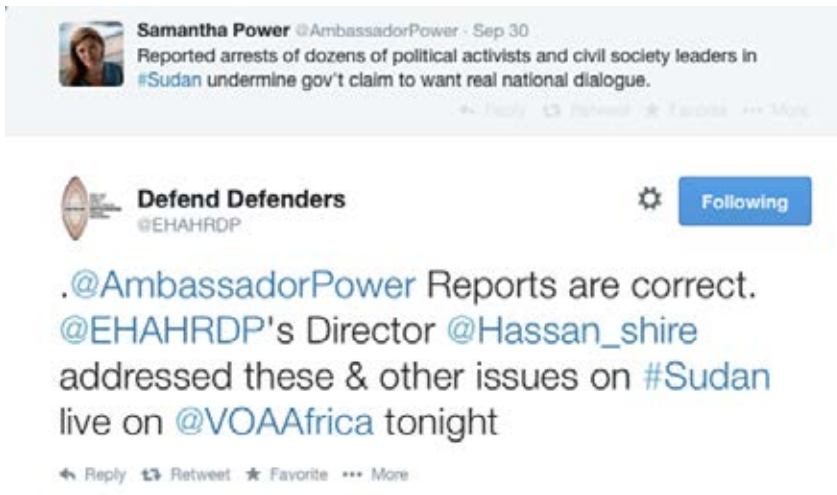 Samantha Power @AmbassadorPower · Sep 30
Reported arrests of dozens of political activists and civil society leaders in
#Sudan undermine gov't claim to want real national dialogue.
Reply Retweet Favorite More
Defend Defenders
@EHAHRDP
Following
.@AmbassadorPower Reports are correct.
@EHAHRDP's Director @Hassan_shire
addressed these & other issues on #Sudan
live on @VOAAfrica tonight
Reply Retweet Favorite More